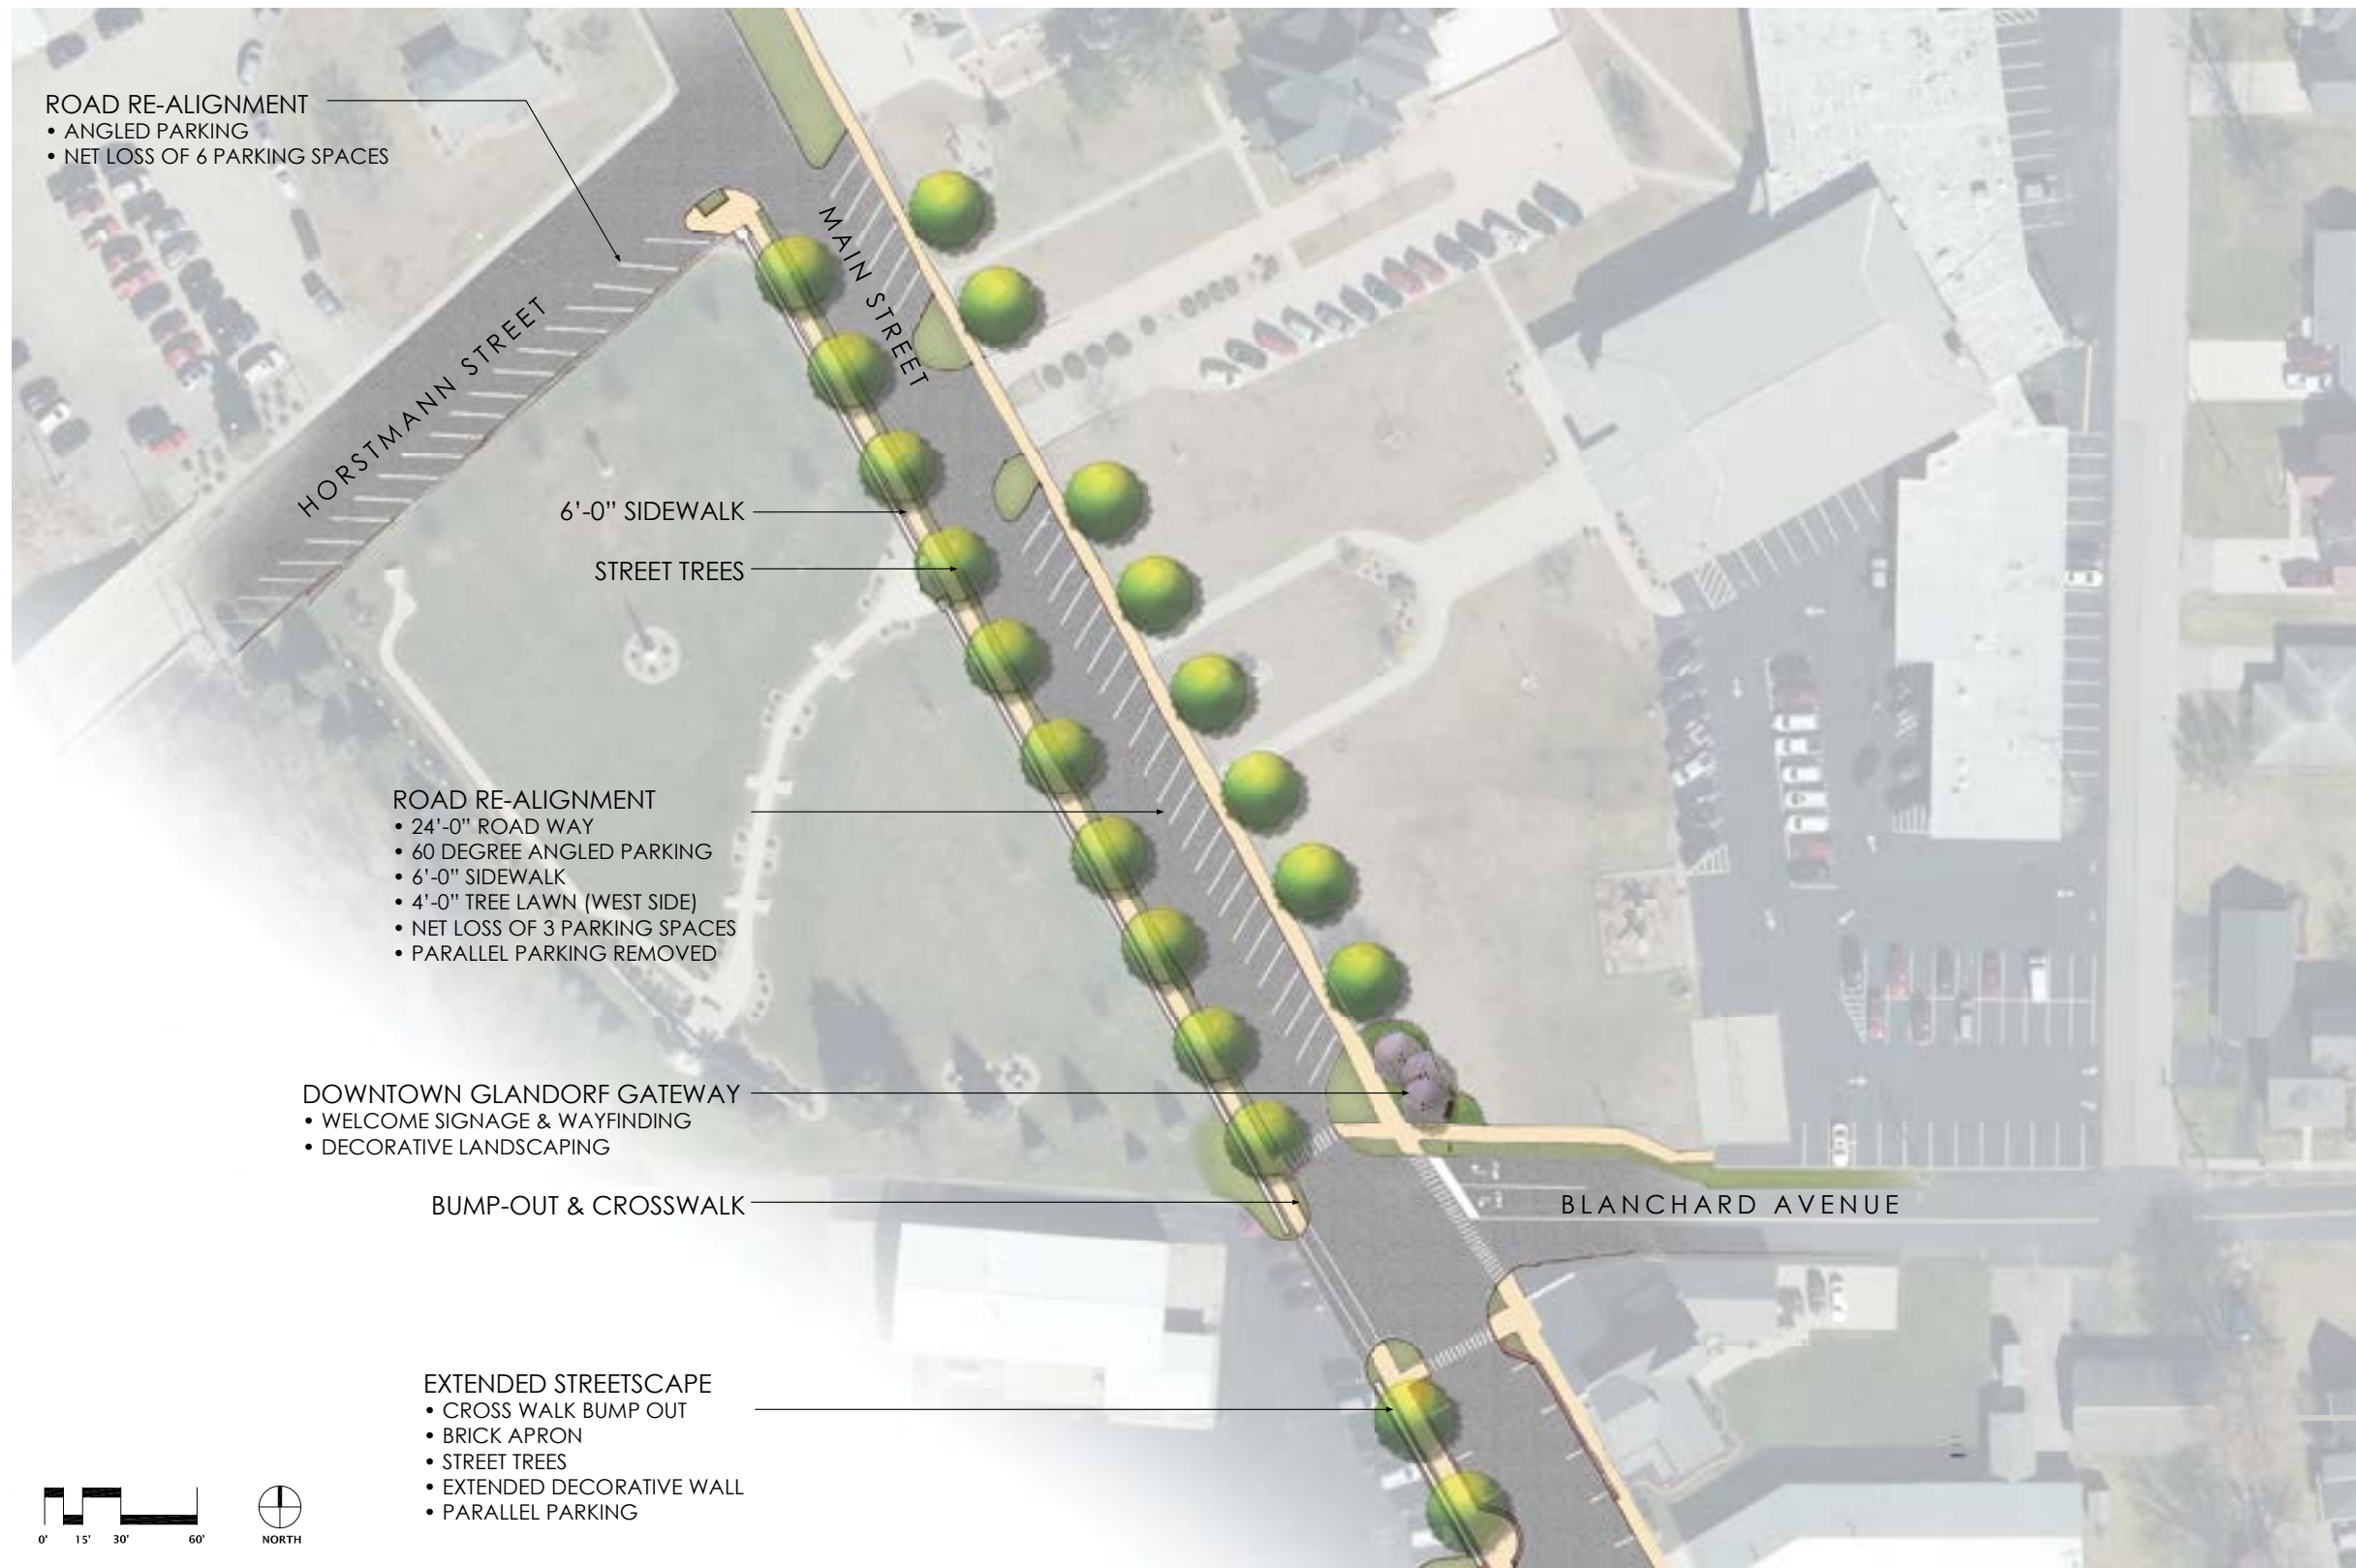 ROAD RE-ALIGNMENT
• ANGLED PARKING
• NET LOSS OF 6 PARKING SPACES
MAIN STREET
HORSTMANN STREET
6'-0” SIDEWALK
STREET TREES
ROAD RE-ALIGNMENT
• 24'-0” ROAD WAY
• 60 DEGREE ANGLED PARKING
• 6'-0” SIDEWALK
• 4'-0” TREE LAWN (WEST SIDE)
• NET LOSS OF 3 PARKING SPACES
• PARALLEL PARKING REMOVED
DOWNTOWN GLANDORF GATEWAY
• WELCOME SIGNAGE & WAYFINDING
• DECORATIVE LANDSCAPING
BUMP-OUT & CROSSWALK
BLANCHARD AVENUE
EXTENDED STREETSCAPE
• CROSS WALK BUMP OUT
• BRICK APRON
• STREET TREES
• EXTENDED DECORATIVE WALL
• PARALLEL PARKING
0' 15' 30' 60'
NORTH